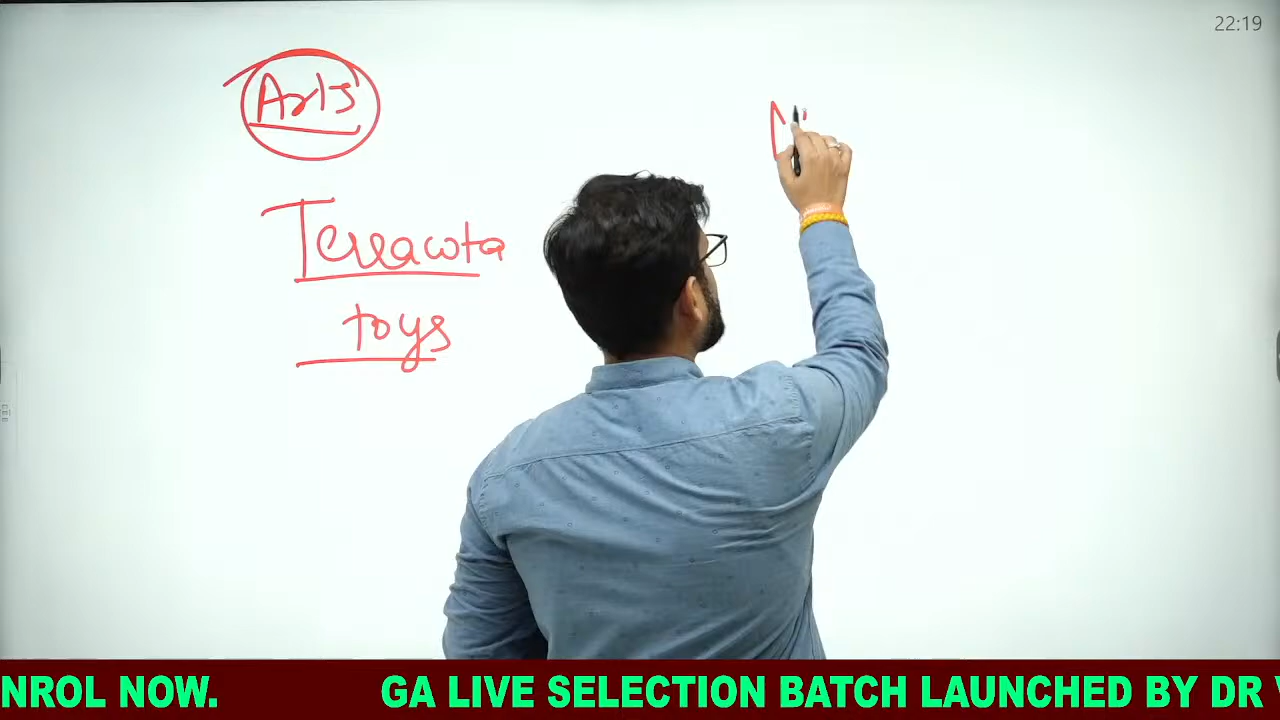 22:19
Arts
Terracota
toys
NROL NOW. GA LIVE SELECTION BATCH LAUNCHED BY DR